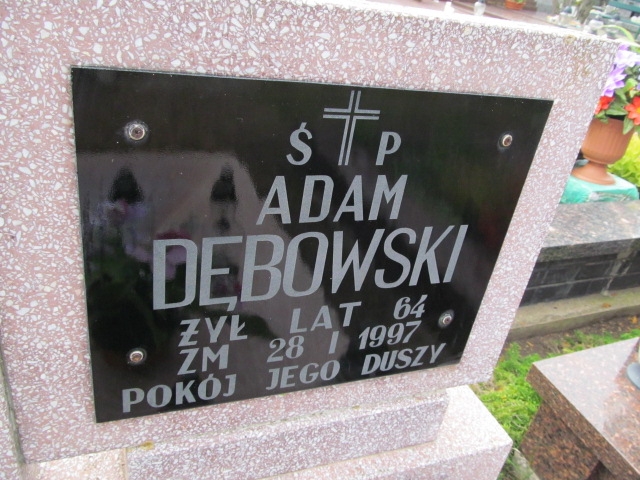 Ś P
ADAM
DĘBOWSKI
ŻYŁ LAT 64
ZM 28 I 1997
POKÓJ JEGO DUSZY